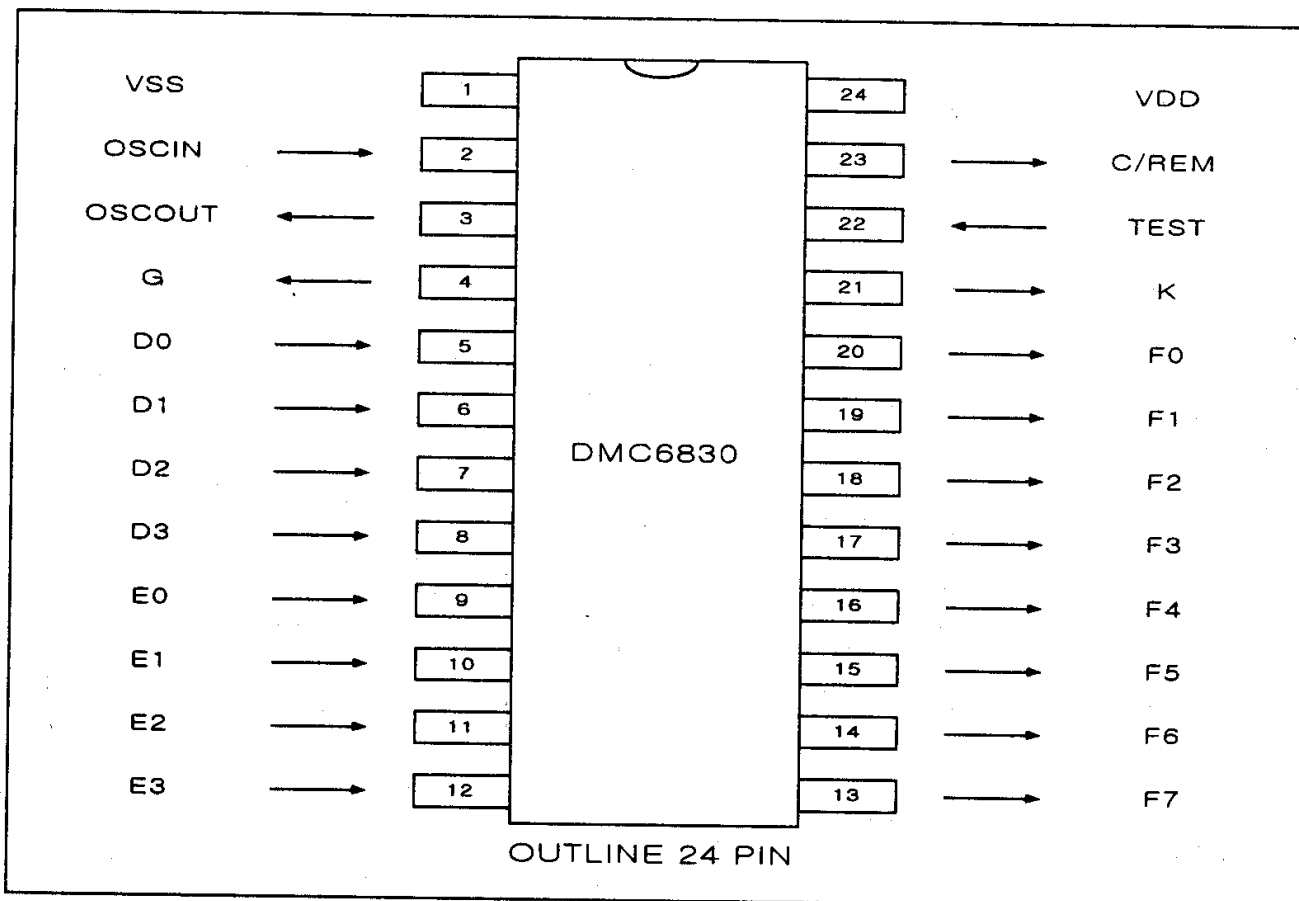 VSS 1 24 VDD
OSCIN 2 23 C/REM
OSCOUT 3 22 TEST
G 4 21 K
D0 5 20 F0
D1 6 19 F1
D2 7 18 F2
D3 8 17 F3
E0 9 16 F4
E1 10 15 F5
E2 11 14 F6
E3 12 13 F7
DMC6830
OUTLINE 24 PIN